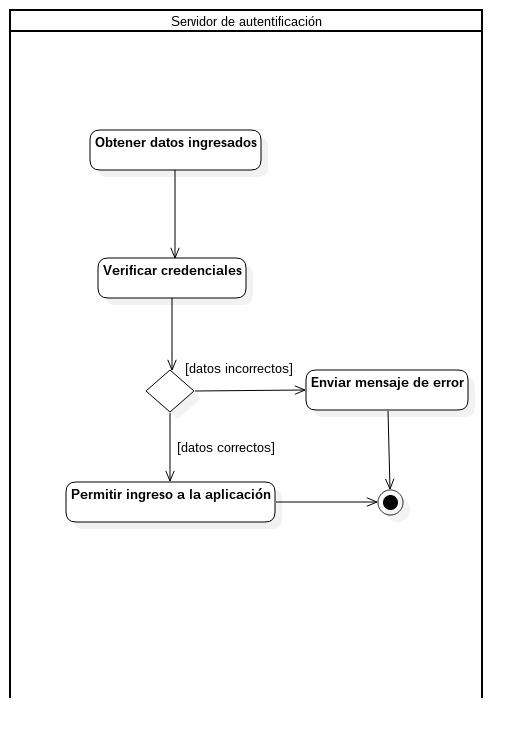 Servidor de autentificación
Obtener datos ingresados
Verificar credenciales
[datos incorrectos]
Enviar mensaje de error
[datos correctos]
Permitir ingreso a la aplicación